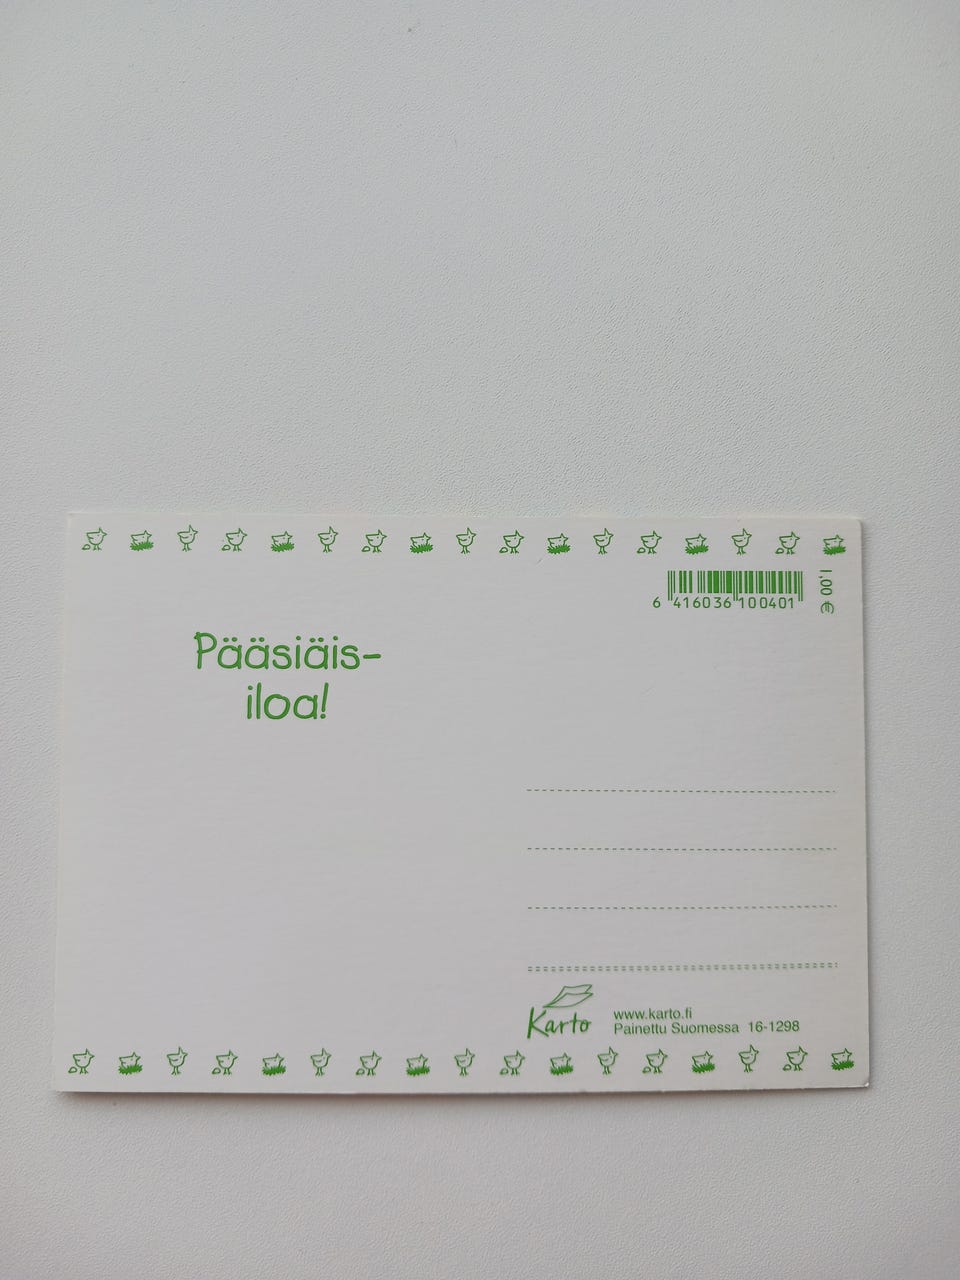 6 416036 100401
1,00 €
Pääsiäis-
iloa!
Karto
www.karto.fi
Painettu Suomessa 16-1298